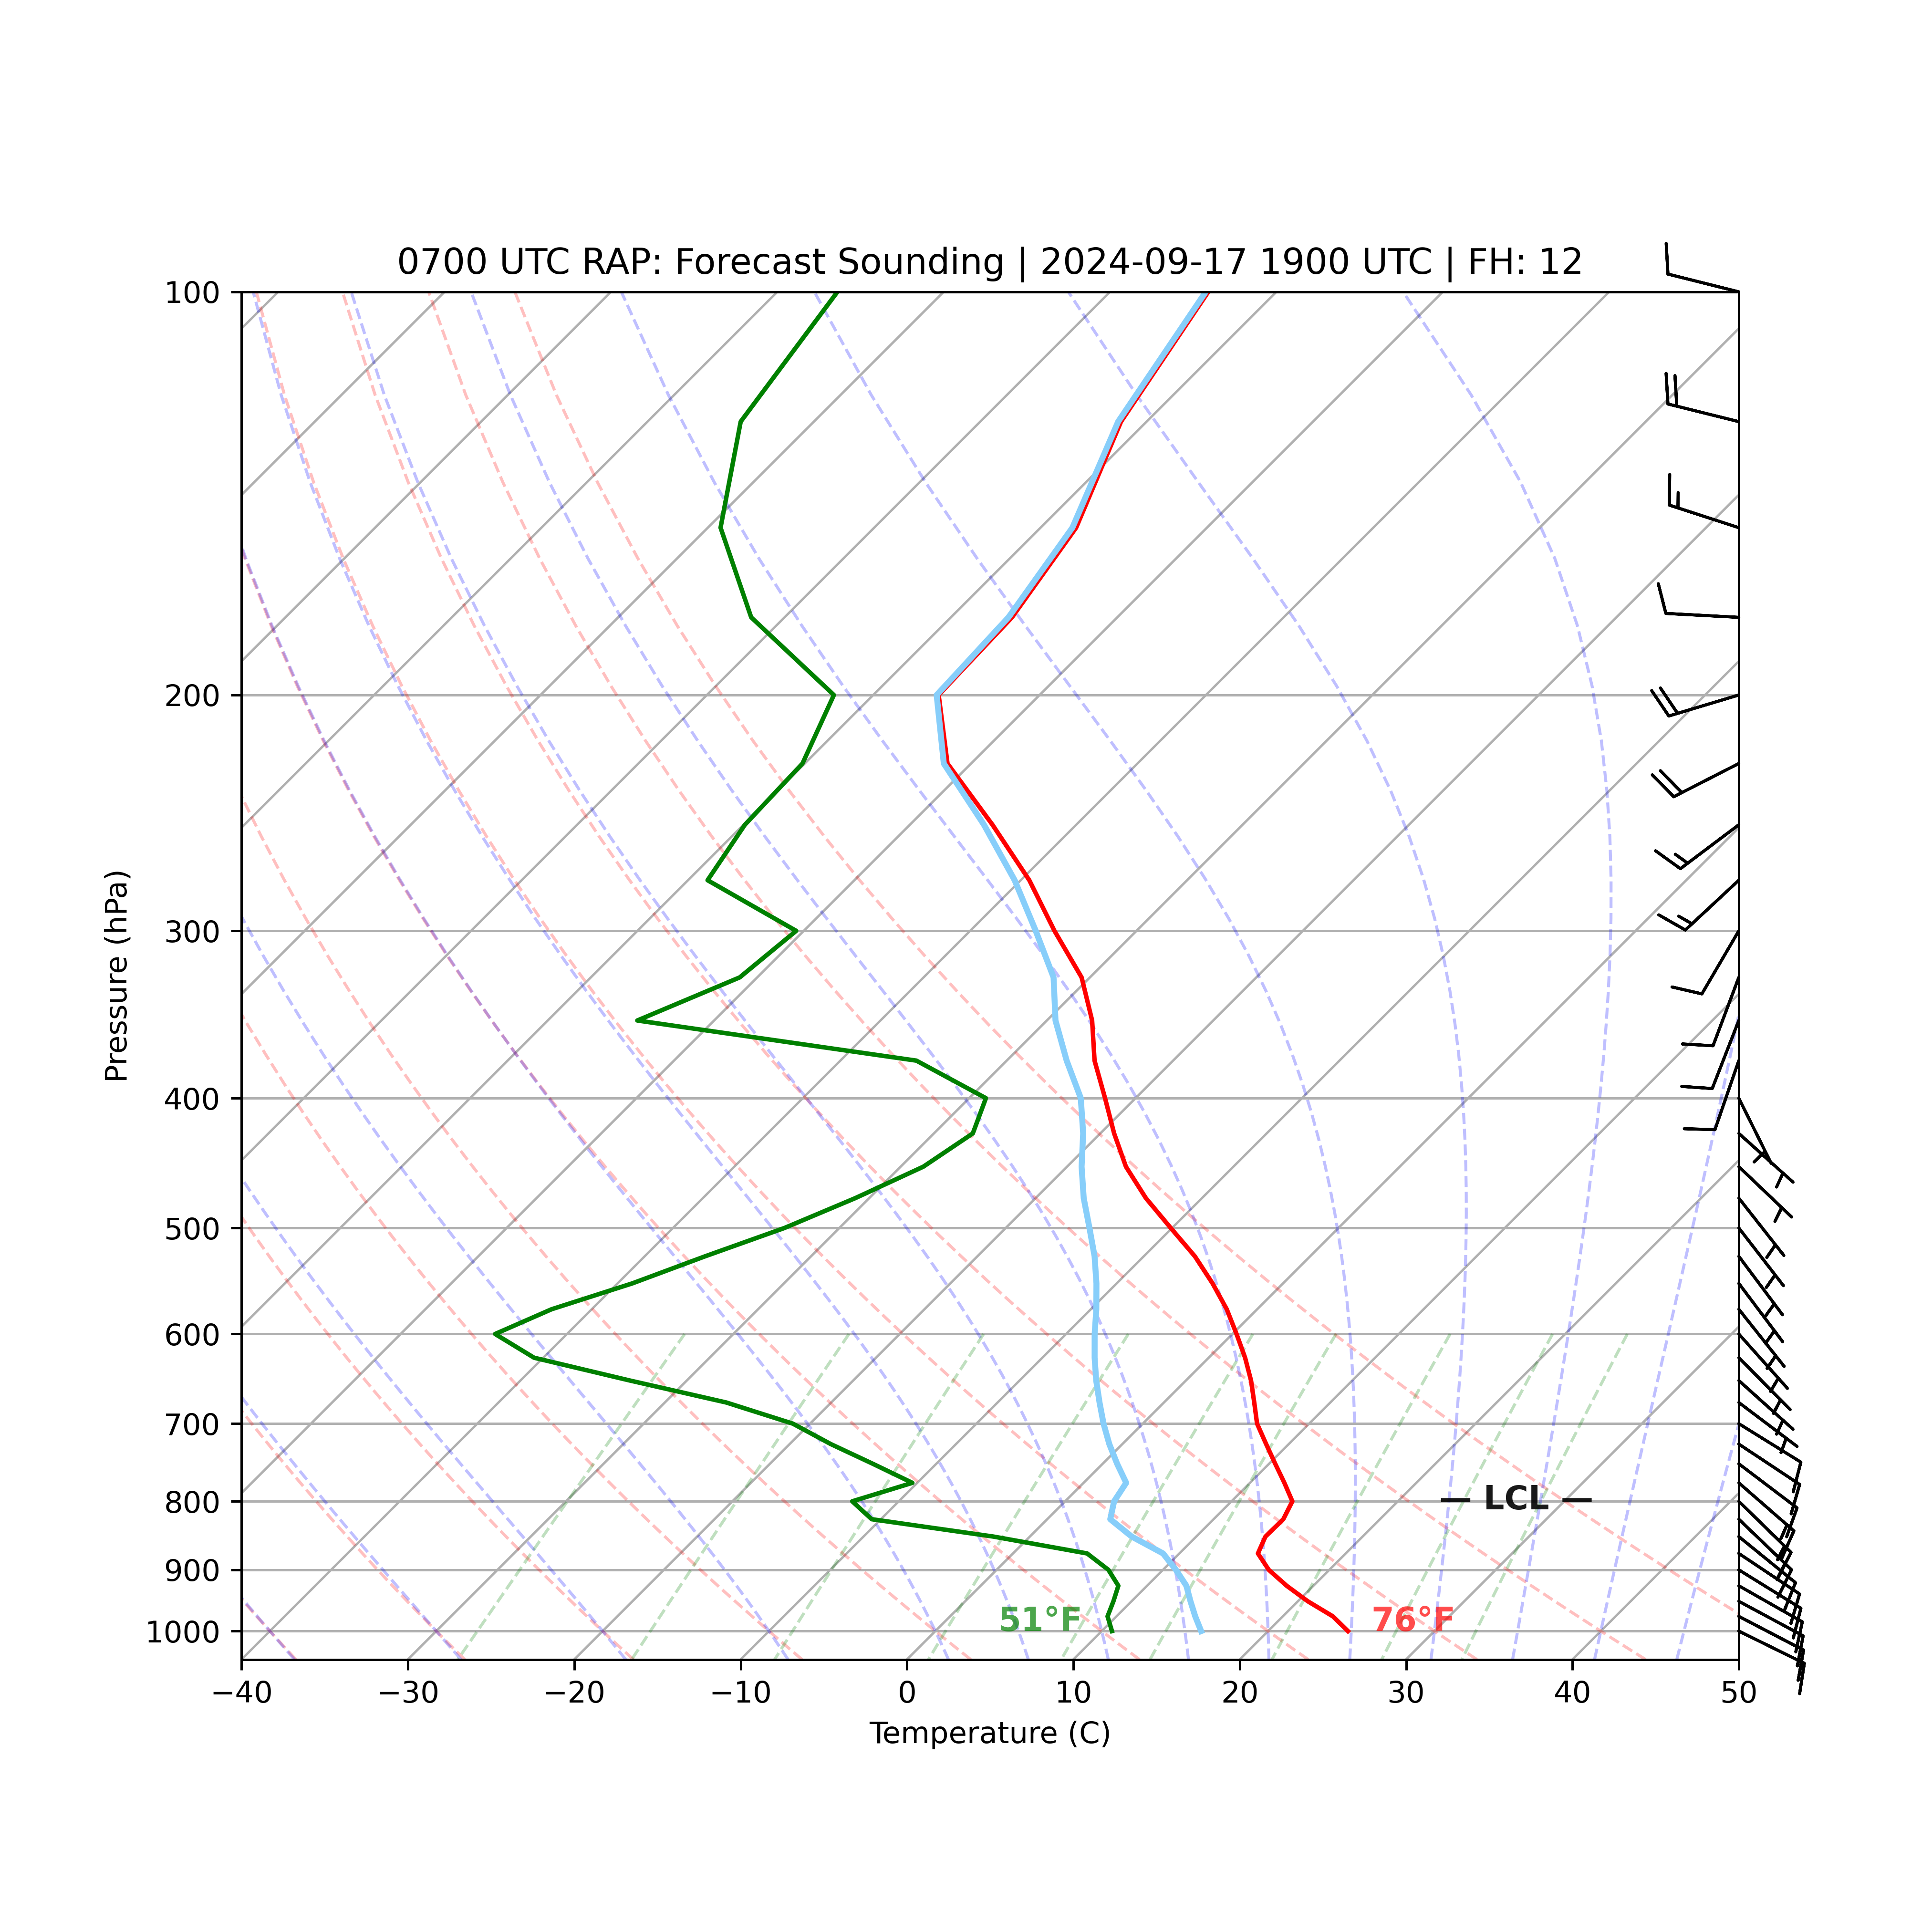 0700 UTC RAP: Forecast Sounding | 2024-09-17 1900 UTC | FH: 12
100
200
300
400
500
600
700
800
900
1000
Pressure (hPa)
— LCL —
51°F
76°F
−40 −30 −20 −10 0 10 20 30 40 50
Temperature (C)